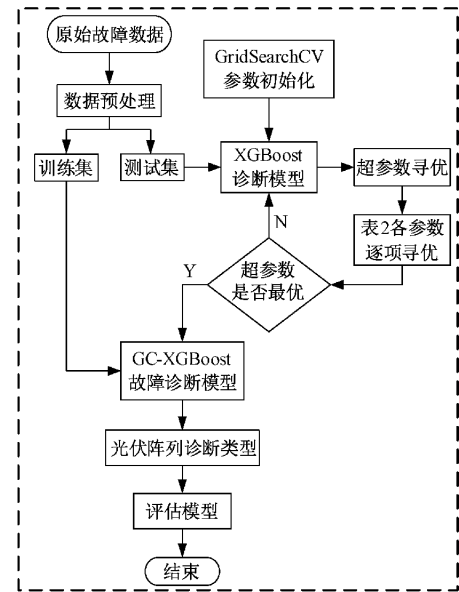 原始故障数据
GridSearchCV
参数初始化
数据预处理
训练集
测试集
XGBoost
诊断模型
超参数寻优
表2各参数
逐项寻优
N
超参数
是否最优
Y
GC-XGBoost
故障诊断模型
光伏阵列诊断类型
评估模型
结束